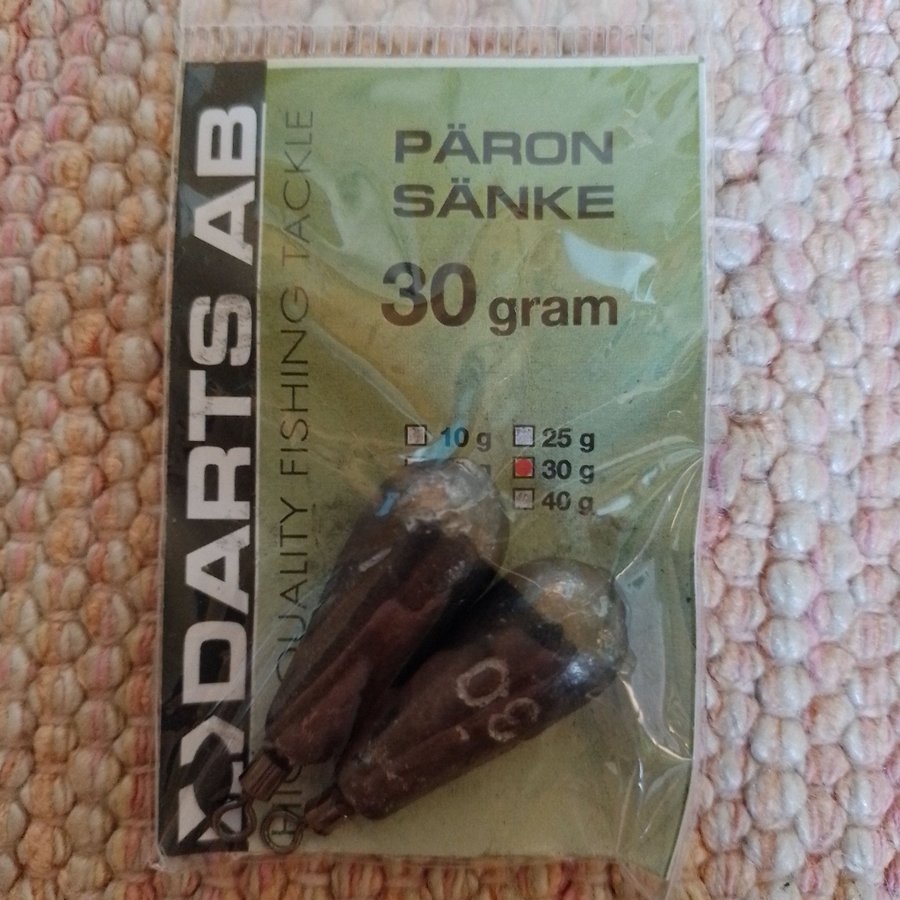 DARTS AB
QUALITY FISHING TACKLE
PÄRON
SÄNKE
30 gram
10 g
25 g
g
30 g
40 g
30